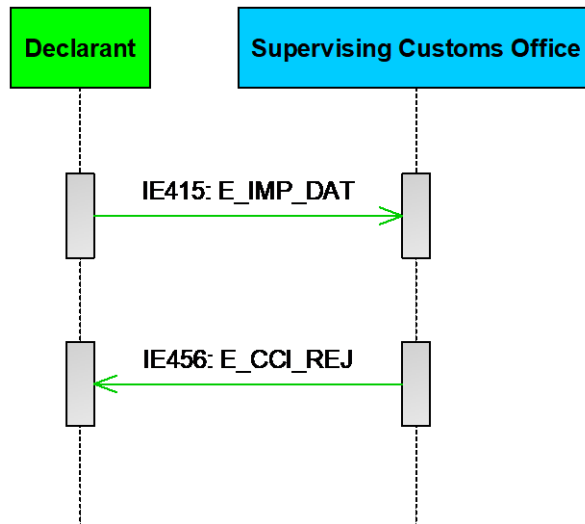 Declarant
Supervising Customs Office
IE415: E_IMP_DAT
IE456: E_CCI_REJ